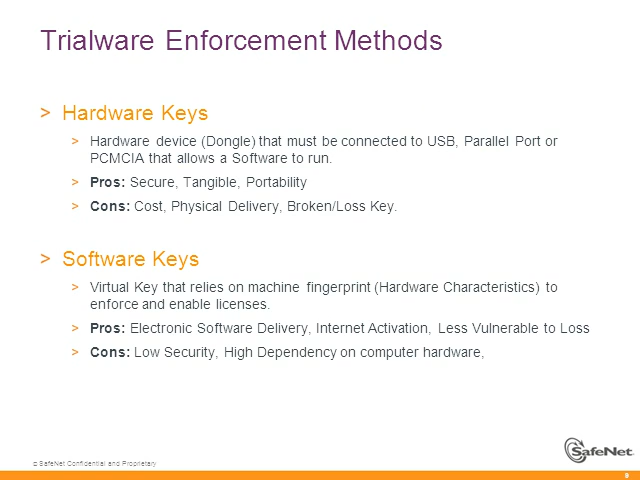 Trialware Enforcement Methods
> Hardware Keys
> Hardware device (Dongle) that must be connected to USB, Parallel Port or
PCMCIA that allows a Software to run.
> Pros: Secure, Tangible, Portability
> Cons: Cost, Physical Delivery, Broken/Loss Key.
> Software Keys
> Virtual Key that relies on machine fingerprint (Hardware Characteristics) to
enforce and enable licenses.
> Pros: Electronic Software Delivery, Internet Activation, Less Vulnerable to Loss
> Cons: Low Security, High Dependency on computer hardware,
SafeNet Confidential and Proprietary
SafeNet